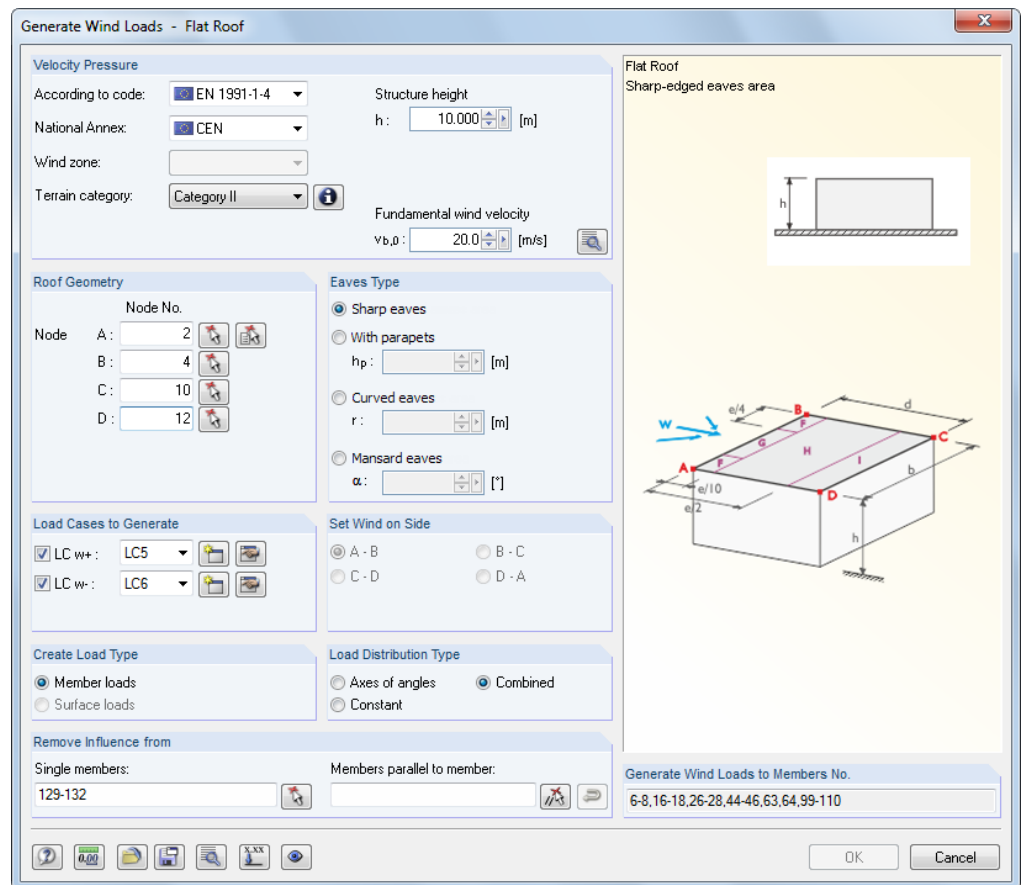 Generate Wind Loads - Flat Roof
Velocity Pressure
According to code:
EN 1991-1-4
National Annex:
CEN
Wind zone:
Terrain category:
Category II
Structure height
h :
10.000
[m]
Fundamental wind velocity
vb,0 :
20.0
[m/s]
Roof Geometry
Node No.
Node
A :
2
B :
4
C :
10
D :
12
Eaves Type
Sharp eaves
With parapets
hp :
[m]
Curved eaves
r :
[m]
Mansard eaves
α :
[°]
Load Cases to Generate
LC w+ :
LC5
LC w- :
LC6
Set Wind on Side
A - B
B - C
C - D
D - A
Create Load Type
Member loads
Surface loads
Load Distribution Type
Axes of angles
Combined
Constant
Remove Influence from
Single members:
129-132
Members parallel to member:
Flat Roof
Sharp-edged eaves area
h
e/4
B
d
W
F
G
H
C
A
F
I
b
e/10
D
e/2
h
Generate Wind Loads to Members No.
6-8,16-18,26-28,44-46,63,64,99-110
0.00
x.xx
OK
Cancel